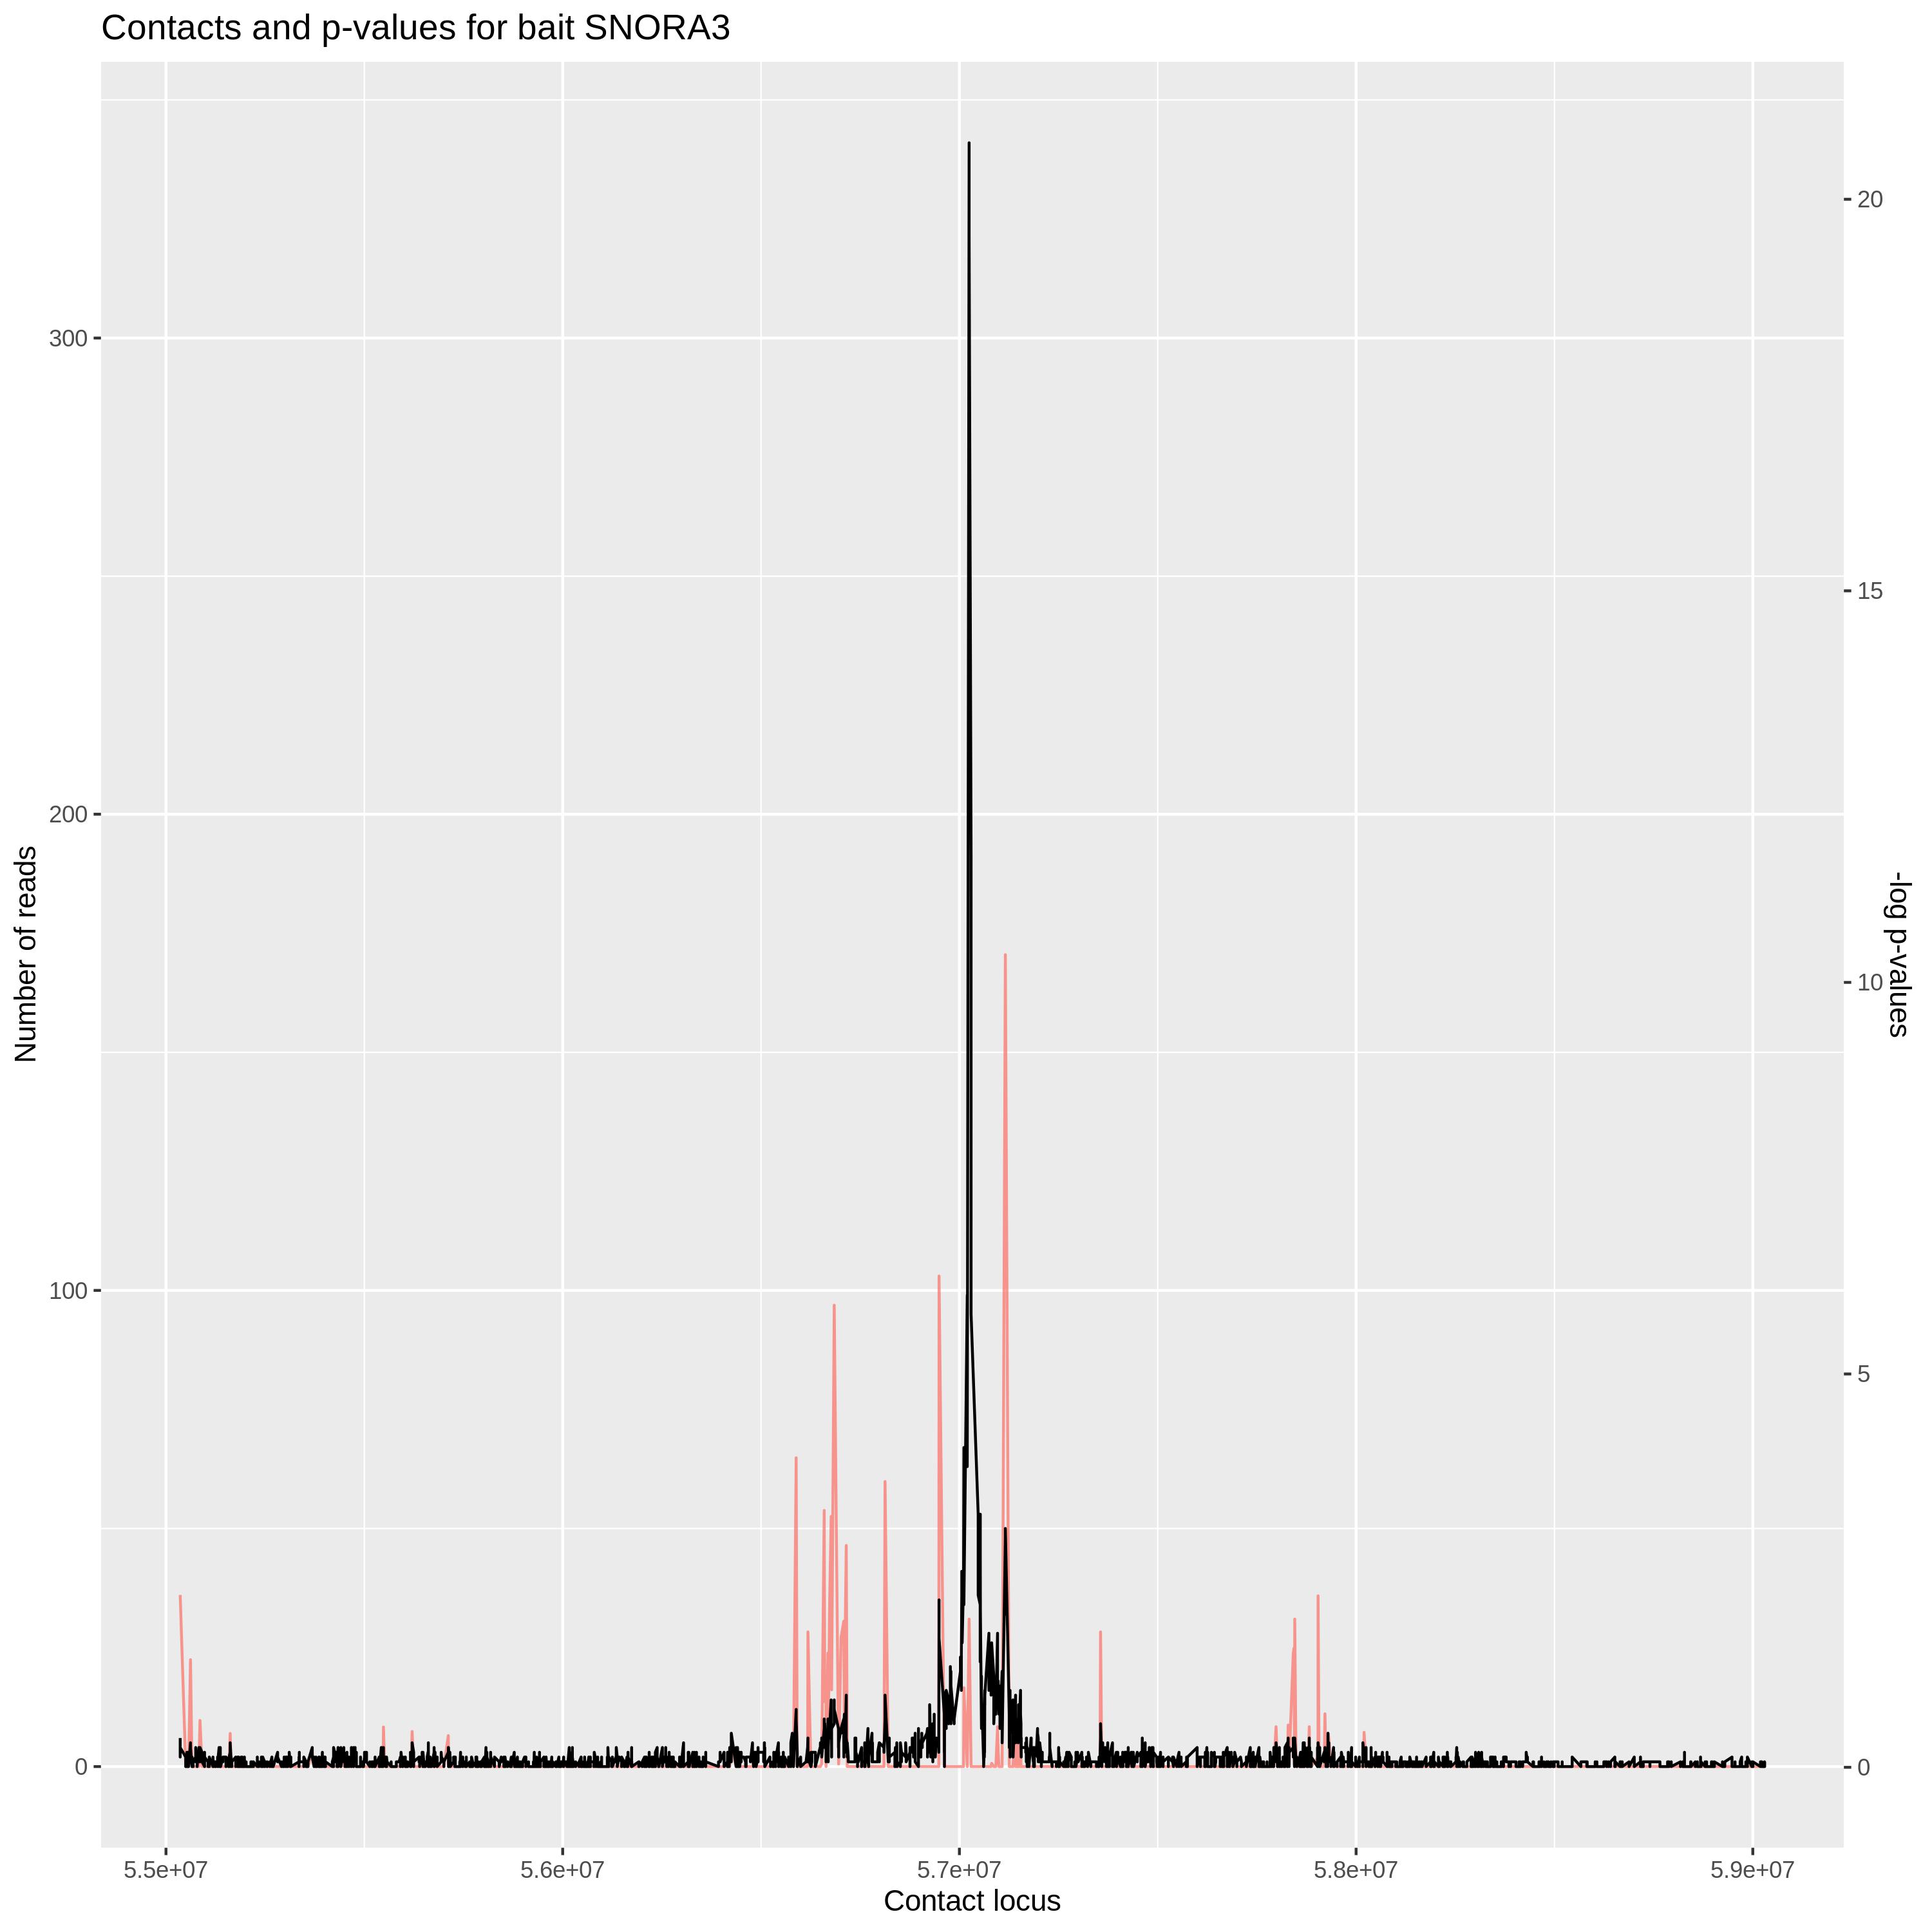 Contacts and p-values for bait SNORA3
300
200
100
0
Number of reads
20
15
10
5
0
-log p-values
5.5e+07
5.6e+07
5.7e+07
5.8e+07
5.9e+07
Contact locus